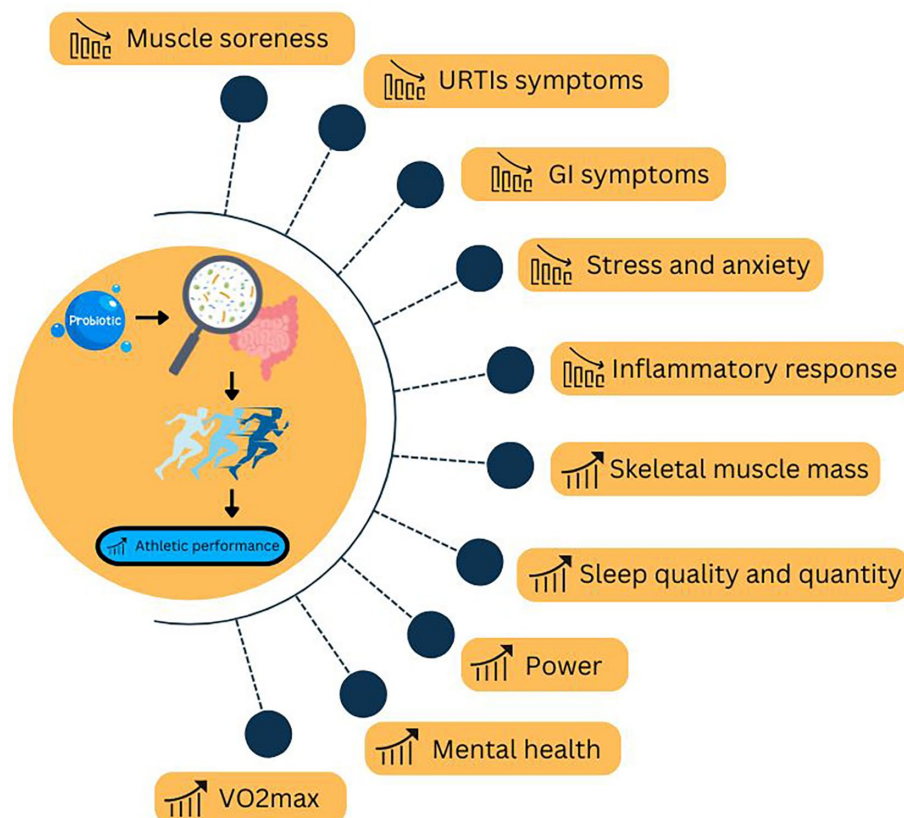 Muscle soreness
URTIs symptoms
GI symptoms
Stress and anxiety
Inflammatory response
Skeletal muscle mass
Sleep quality and quantity
Power
Mental health
VO2max
Probiotic
Athletic performance